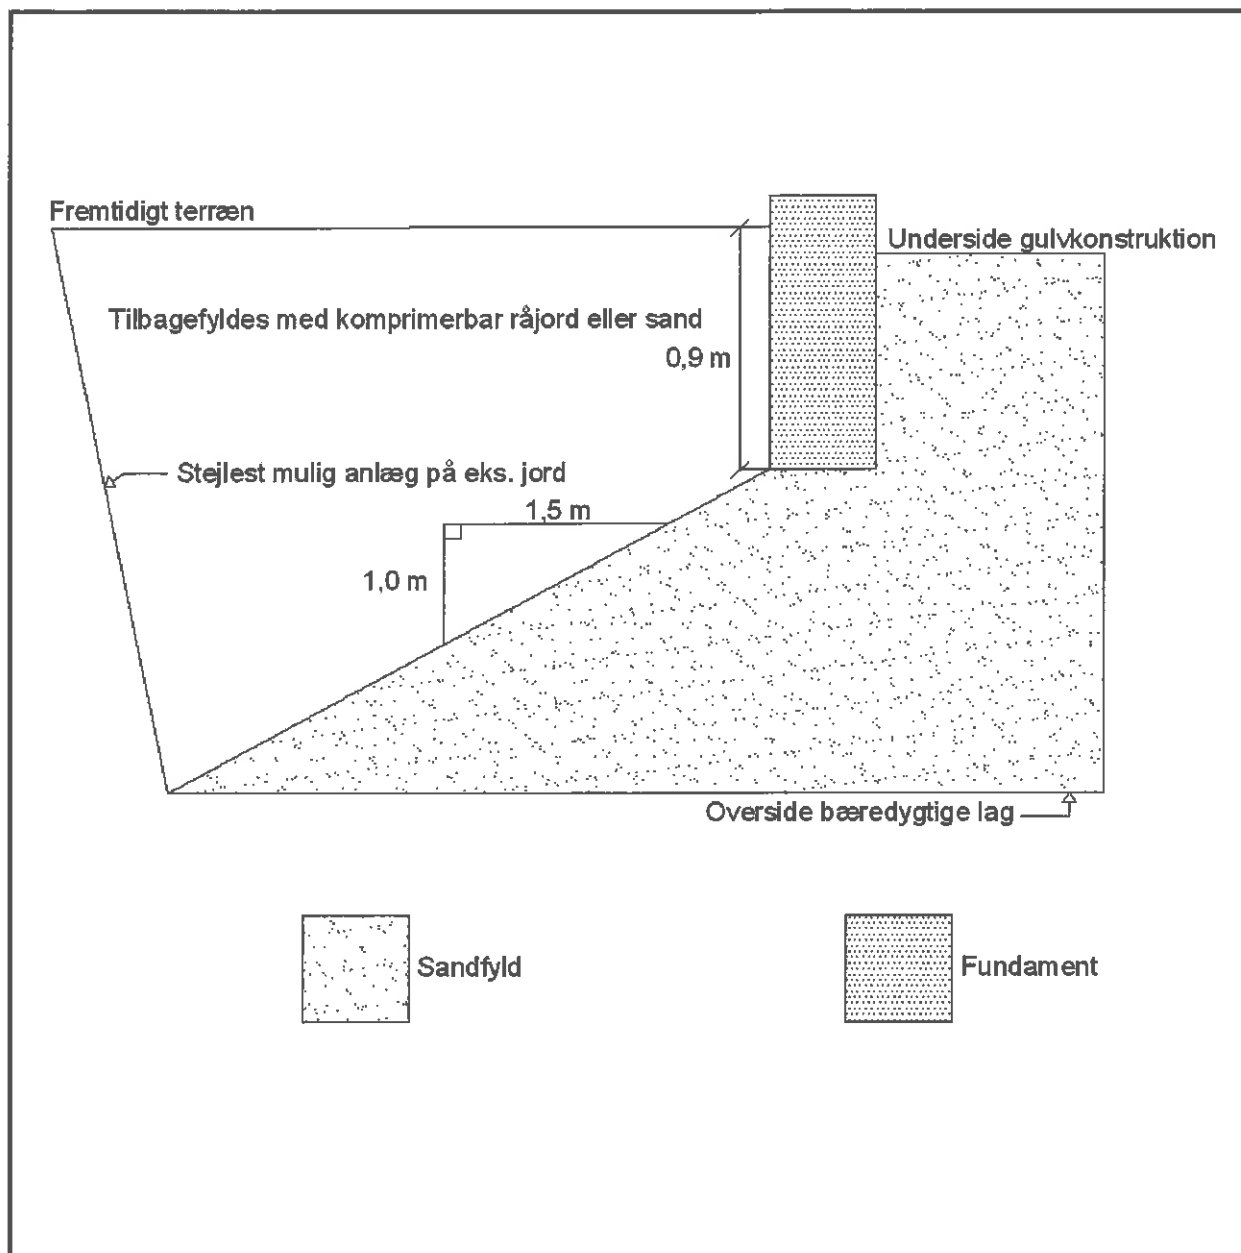 Fremtidigt terræn
Underside gulvkonstruktion
Tilbagefyldes med komprimerbar råjord eller sand
0,9 m
Stejlest mulig anlæg på eks. jord
1,5 m
1,0 m
Overside bæredygtige lag
Sandfyld
Fundament